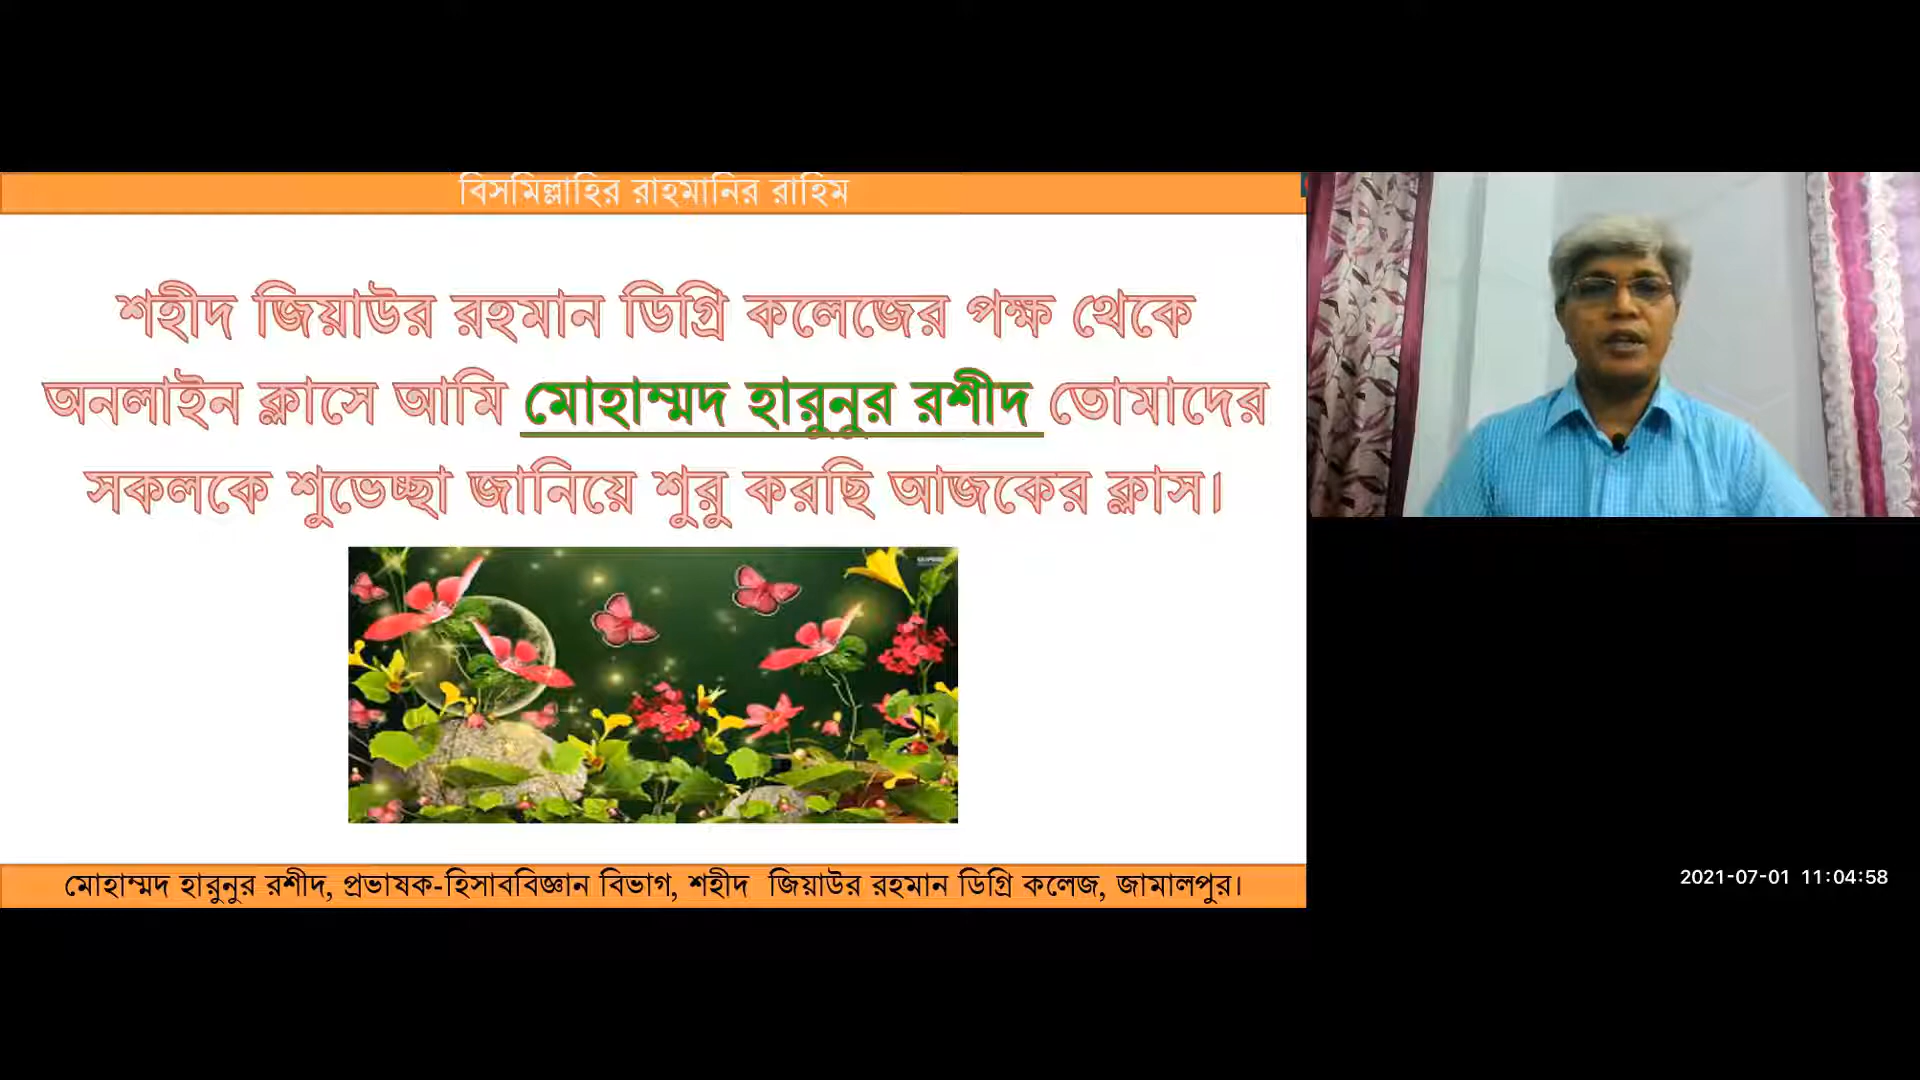 বিসমিল্লাহির রাহমানির রাহিম
শহীদ জিয়াউর রহমান ডিগ্রি কলেজের পক্ষ থেকে
অনলাইন ক্লাসে আমি মোহাম্মদ হারুনুর রশীদ তোমাদের
সকলকে শুভেচ্ছা জানিয়ে শুরু করছি আজকের ক্লাস।
মোহাম্মদ হারুনুর রশীদ, প্রভাষক-হিসাববিজ্ঞান বিভাগ, শহীদ জিয়াউর রহমান ডিগ্রি কলেজ, জামালপুর।
2021-07-01 11:04:58